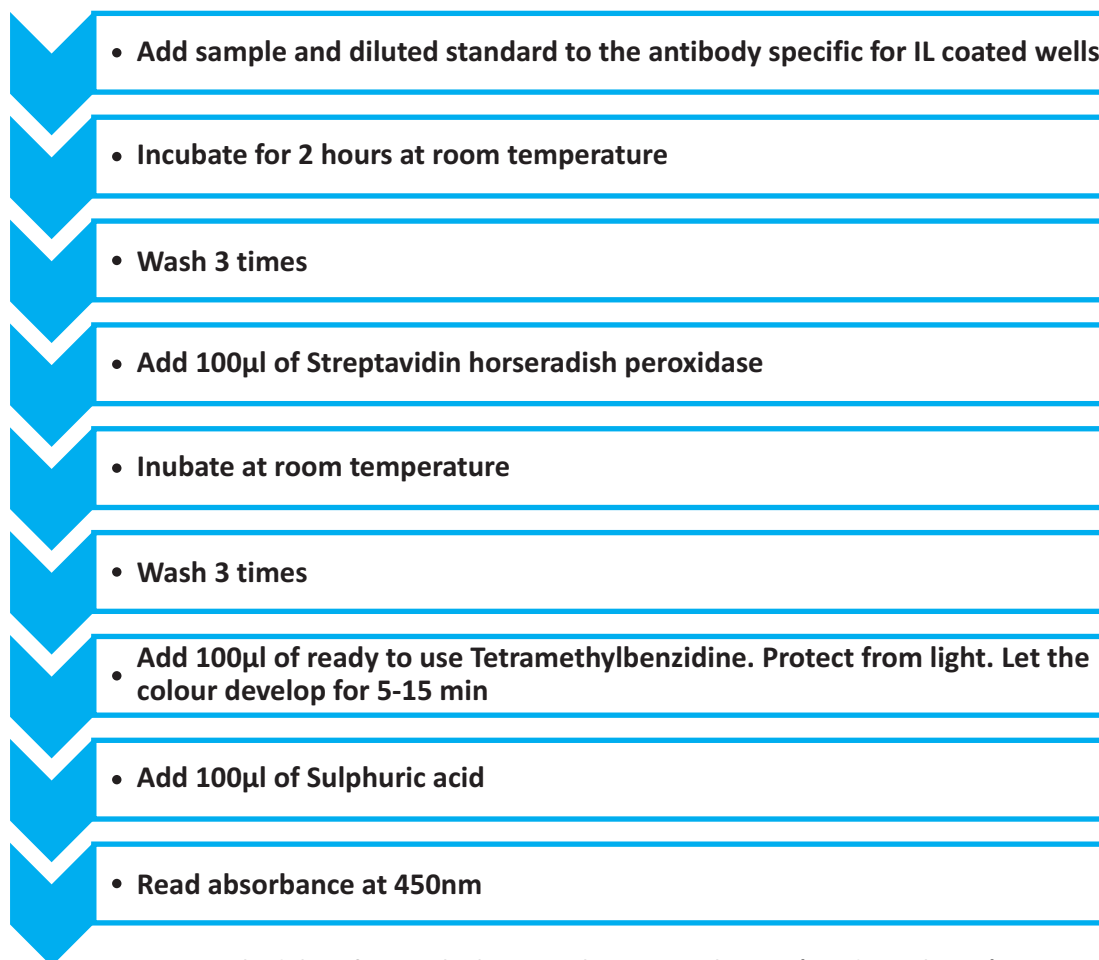 • Add sample and diluted standard to the antibody specific for IL coated wells
• Incubate for 2 hours at room temperature
• Wash 3 times
• Add 100µl of Streptavidin horseradish peroxidase
• Inubate at room temperature
• Wash 3 times
• Add 100µl of ready to use Tetramethylbenzidine. Protect from light. Let the
colour develop for 5-15 min
• Add 100µl of Sulphuric acid
• Read absorbance at 450nm